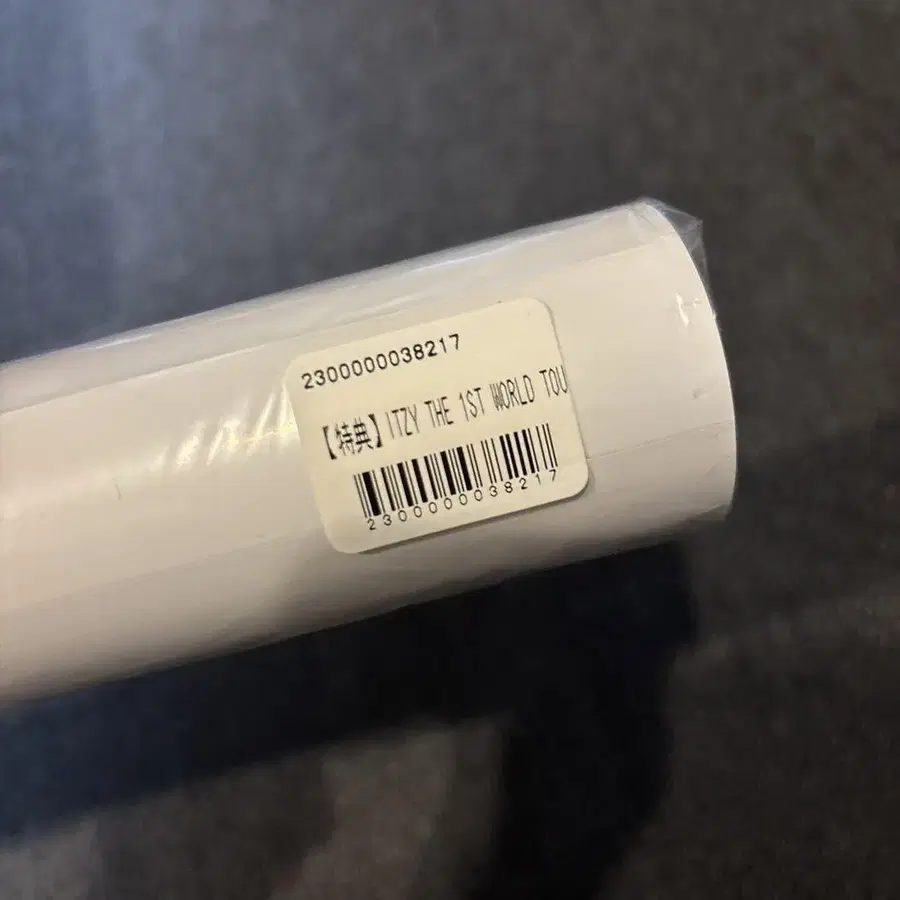 2300000038217
【特典】ITZY THE 1ST WORLD TOU
2300000038217